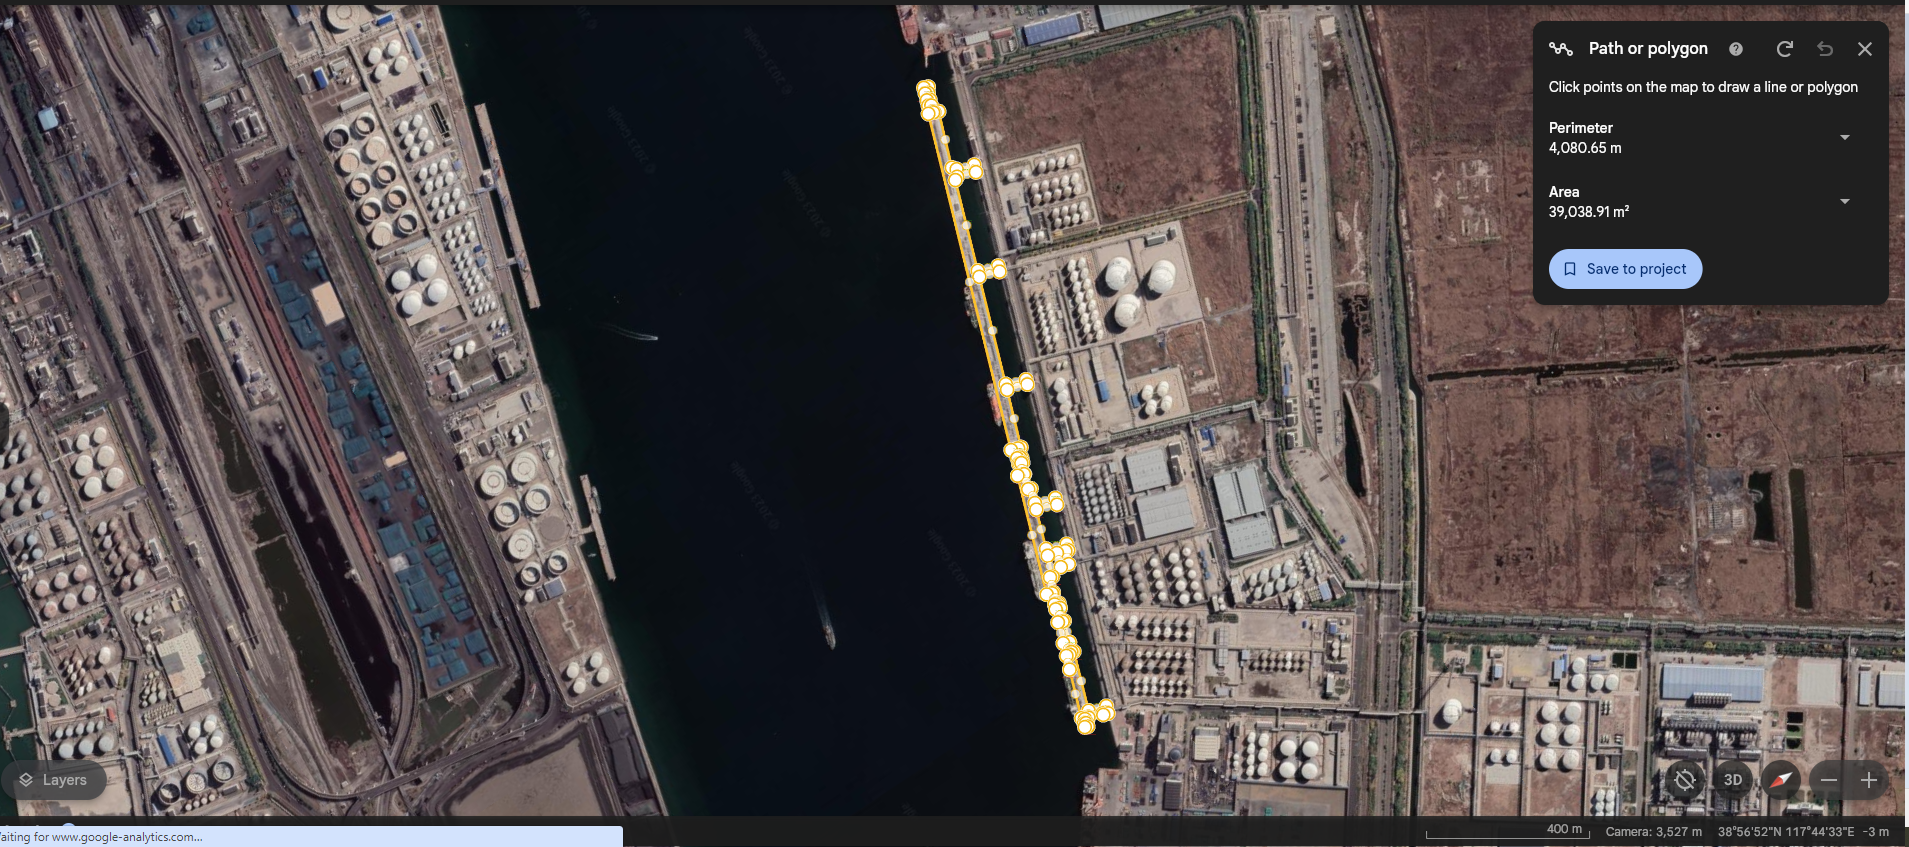 Path or polygon
Click points on the map to draw a line or polygon
Perimeter
4,080.65 m
Area
39,038.91 m²
Save to project
Layers
3D
aiting for www.google-analytics.com...
400 m
Camera: 3,527 m
38°56'52"N 117°44'33"E
-3 m